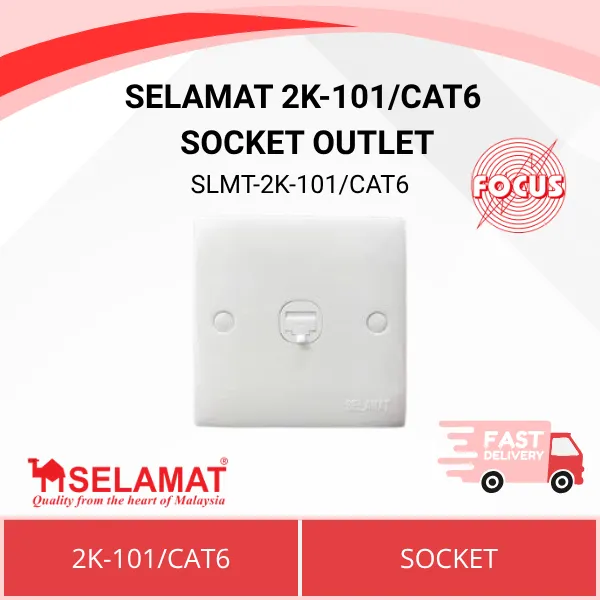 SELAMAT 2K-101/CAT6
SOCKET OUTLET
SLMT-2K-101/CAT6
FOCUS
SELAMAT
FAST
DELIVERY
SELAMAT®
Quality from the heart of Malaysia
2K-101/CAT6
SOCKET